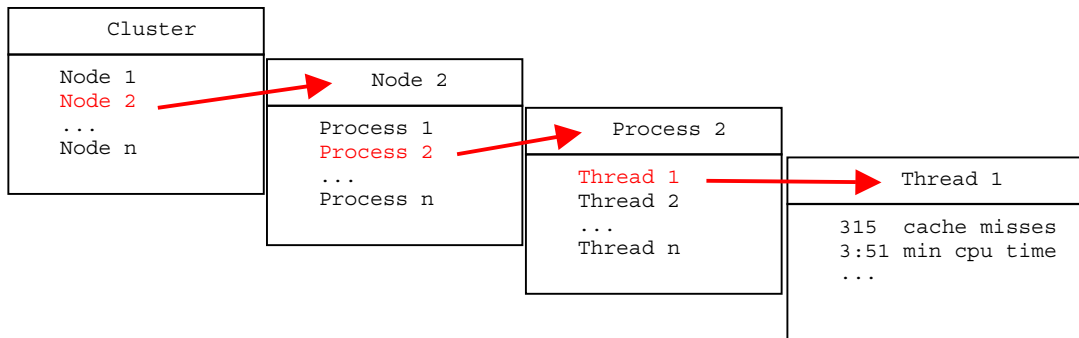 Cluster
Node 1
Node 2
...
Node n
Node 2
Process 1
Process 2
...
Process n
Process 2
Thread 1
Thread 2
...
Thread n
Thread 1
315 cache misses
3:51 min cpu time
...